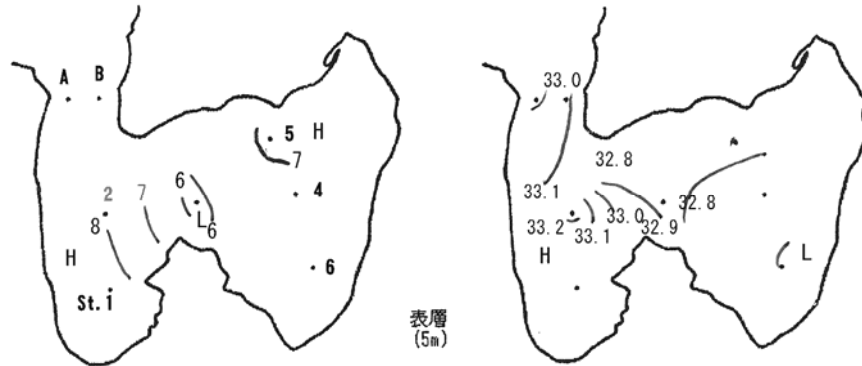 A B
5 H
7
4
6
2 7
L 6
8
H
6
St. 1
表層
(5m)
33.0
32.8
33.1
32.8
33.2 33.0
33.1 32.9
H
L